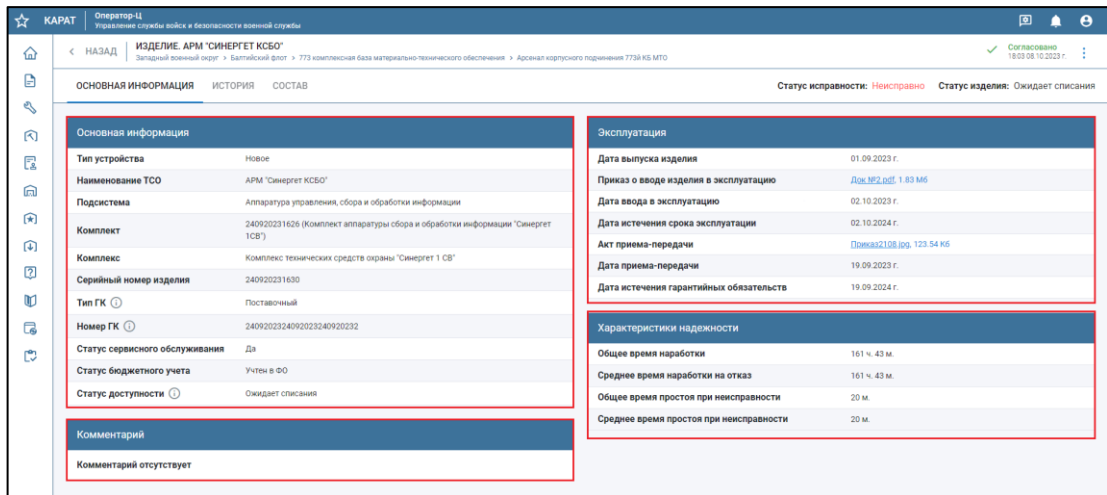 КАРАТ
Оператор-Ц
Управление службы войск и безопасности военной службы
НАЗАД
ИЗДЕЛИЕ. АРМ "СИНЕРГЕТ КСБО"
Западный военный округ > Балтийский флот > 773 комплексная база материально-технического обеспечения > Арсенал корпусного подчинения 773й КБ МТО
Согласовано
18:03 08.10.2023 г.
ОСНОВНАЯ ИНФОРМАЦИЯ ИСТОРИЯ СОСТАВ
Статус исправности: Неисправно Статус изделия: Ожидает списания
Основная информация
Тип устройства Новое
Наименование ТСО АРМ "Синергет КСБО"
Подсистема Аппаратура управления, сбора и обработки информации
Комплект 240920231626 (Комплект аппаратуры сбора и обработки информации "Синергет
1СВ")
Комплекс Комплекс технических средств охраны "Синергет 1 СВ"
Серийный номер изделия 240920231630
Тип ГК Поставочный
Номер ГК 2409202324092023240920232
Статус сервисного обслуживания Да
Статус бюджетного учета Учтен в ФО
Статус доступности Ожидает списания
Комментарий
Комментарий отсутствует
Эксплуатация
Дата выпуска изделия 01.09.2023 г.
Приказ о вводе изделия в эксплуатацию Док №2.pdf, 1.83 Мб
Дата ввода в эксплуатацию 02.10.2023 г.
Дата истечения срока эксплуатации 02.10.2024 г.
Акт приема-передачи Приказ2108.jpg, 123.54 Кб
Дата приема-передачи 19.09.2023 г.
Дата истечения гарантийных обязательств 19.09.2024 г.
Характеристики надежности
Общее время наработки 161 ч. 43 м.
Среднее время наработки на отказ 161 ч. 43 м.
Общее время простоя при неисправности 20 м.
Среднее время простоя при неисправности 20 м.